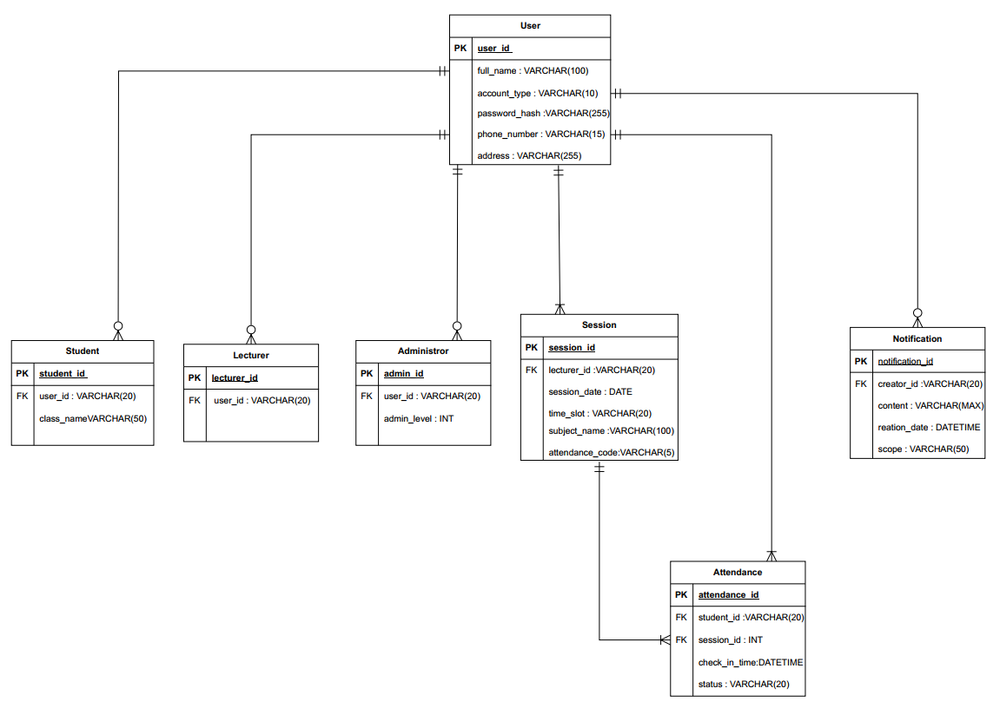 User
PK user_id
full_name : VARCHAR(100)
account_type : VARCHAR(10)
password_hash :VARCHAR(255)
phone_number : VARCHAR(15)
address : VARCHAR(255)
Student
PK student_id
FK user_id : VARCHAR(20)
class_nameVARCHAR(50)
Lecturer
PK lecturer_id
FK user_id : VARCHAR(20)
Administror
PK admin_id
FK user_id : VARCHAR(20)
admin_level : INT
Session
PK session_id
FK lecturer_id :VARCHAR(20)
session_date : DATE
time_slot : VARCHAR(20)
subject_name :VARCHAR(100)
attendance_code:VARCHAR(5)
Notification
PK notification_id
FK creator_id :VARCHAR(20)
content : VARCHAR(MAX)
reation_date : DATETIME
scope : VARCHAR(50)
Attendance
PK attendance_id
FK student_id :VARCHAR(20)
FK session_id : INT
check_in_time:DATETIME
status : VARCHAR(20)